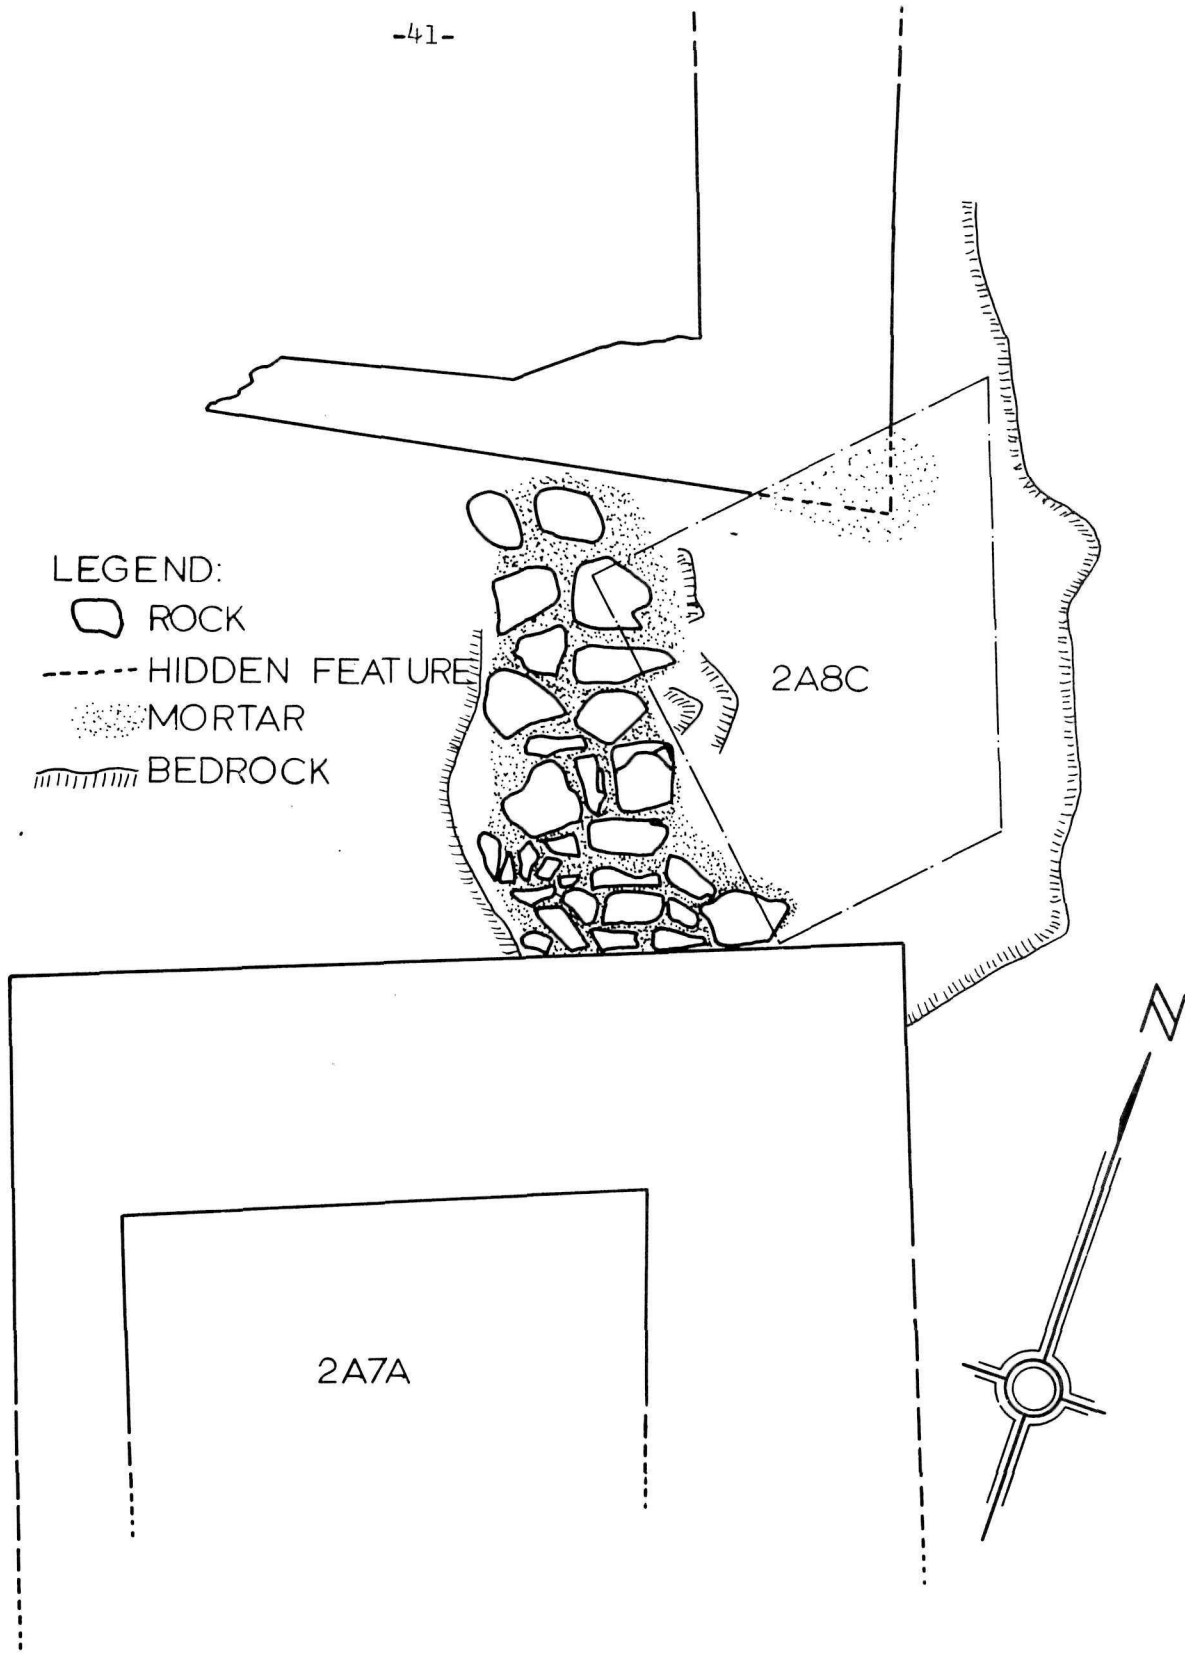 -41-
LEGEND:
ROCK
HIDDEN FEATURE
MORTAR
BEDROCK
2A8C
N
2A7A